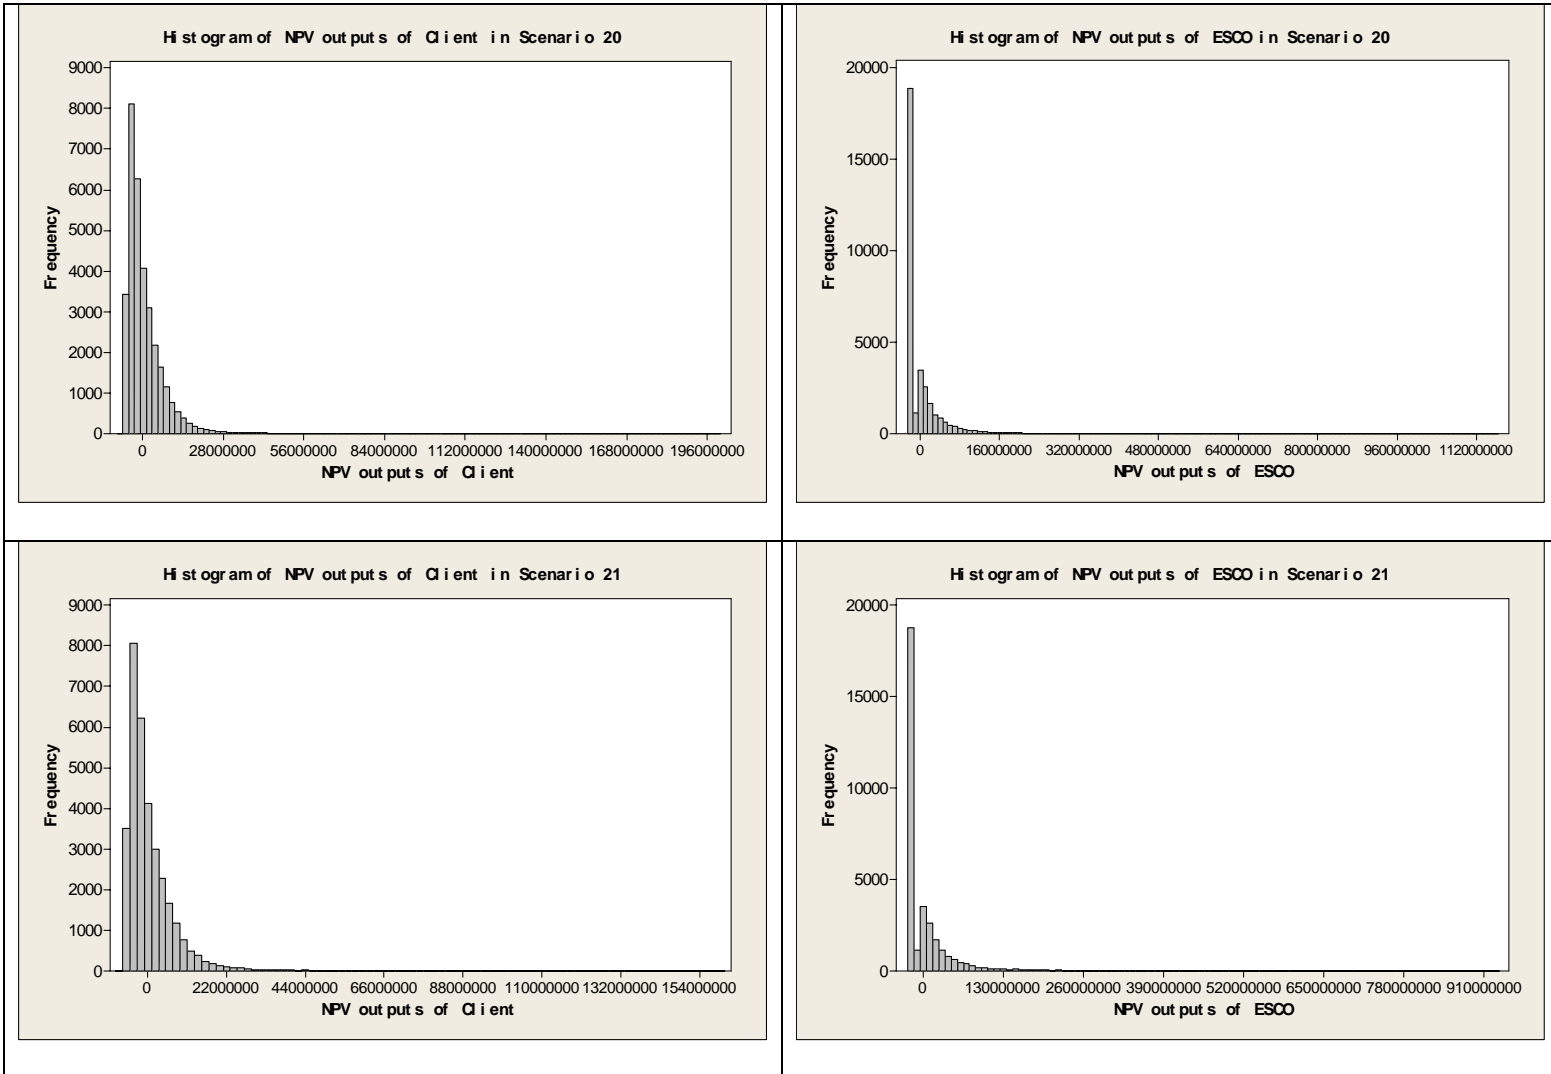 Histogram of NPV outputs of Client in Scenario 20
9000
8000
7000
6000
5000
4000
3000
2000
1000
0
Frequency
0 28000000 56000000 84000000 112000000 140000000 168000000 196000000
NPV outputs of Client
Histogram of NPV outputs of ESCO in Scenario 20
20000
15000
10000
5000
0
Frequency
0 160000000 320000000 480000000 640000000 800000000 960000000 1120000000
NPV outputs of ESCO
Histogram of NPV outputs of Client in Scenario 21
9000
8000
7000
6000
5000
4000
3000
2000
1000
0
Frequency
0 22000000 44000000 66000000 88000000 110000000 132000000 154000000
NPV outputs of Client
Histogram of NPV outputs of ESCO in Scenario 21
20000
15000
10000
5000
0
Frequency
0 130000000 260000000 390000000 520000000 650000000 780000000 910000000
NPV outputs of ESCO